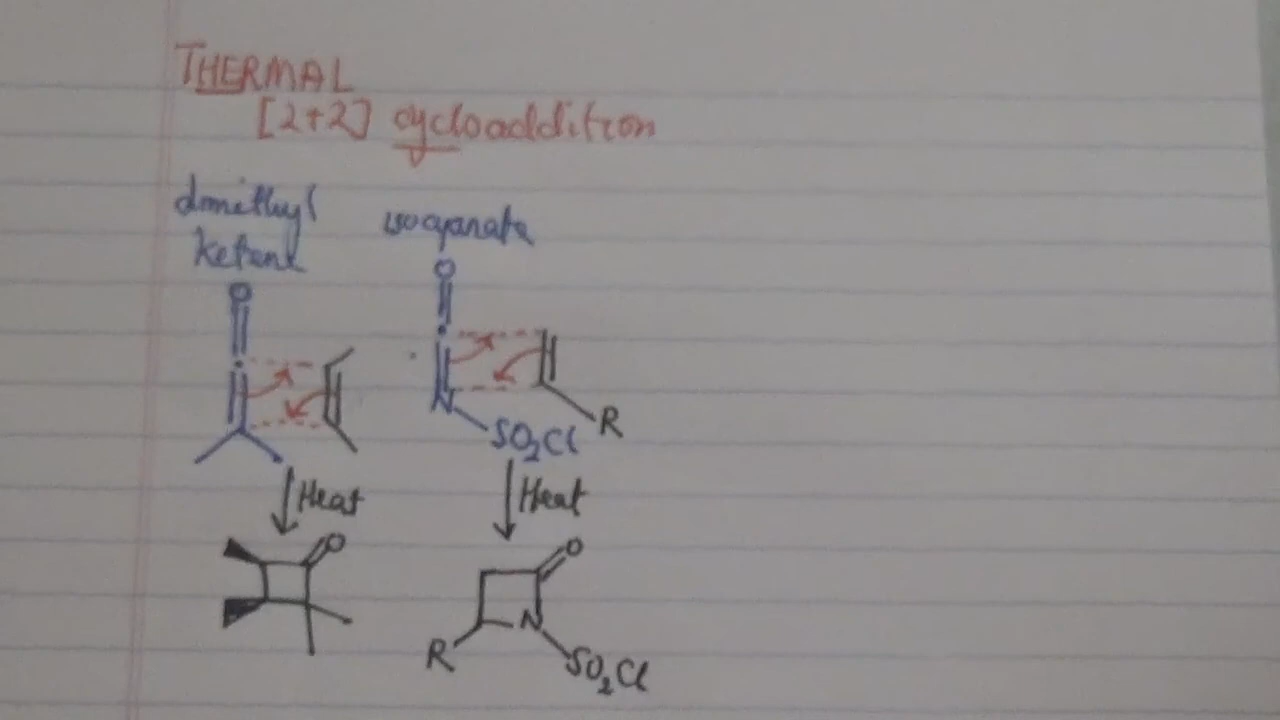 THERMAL
[2+2] cycloaddition
dimethyl
ketene
isocyanate
O
O
N
R
SO2Cl
Heat
Heat
O
O
N
R
SO2Cl